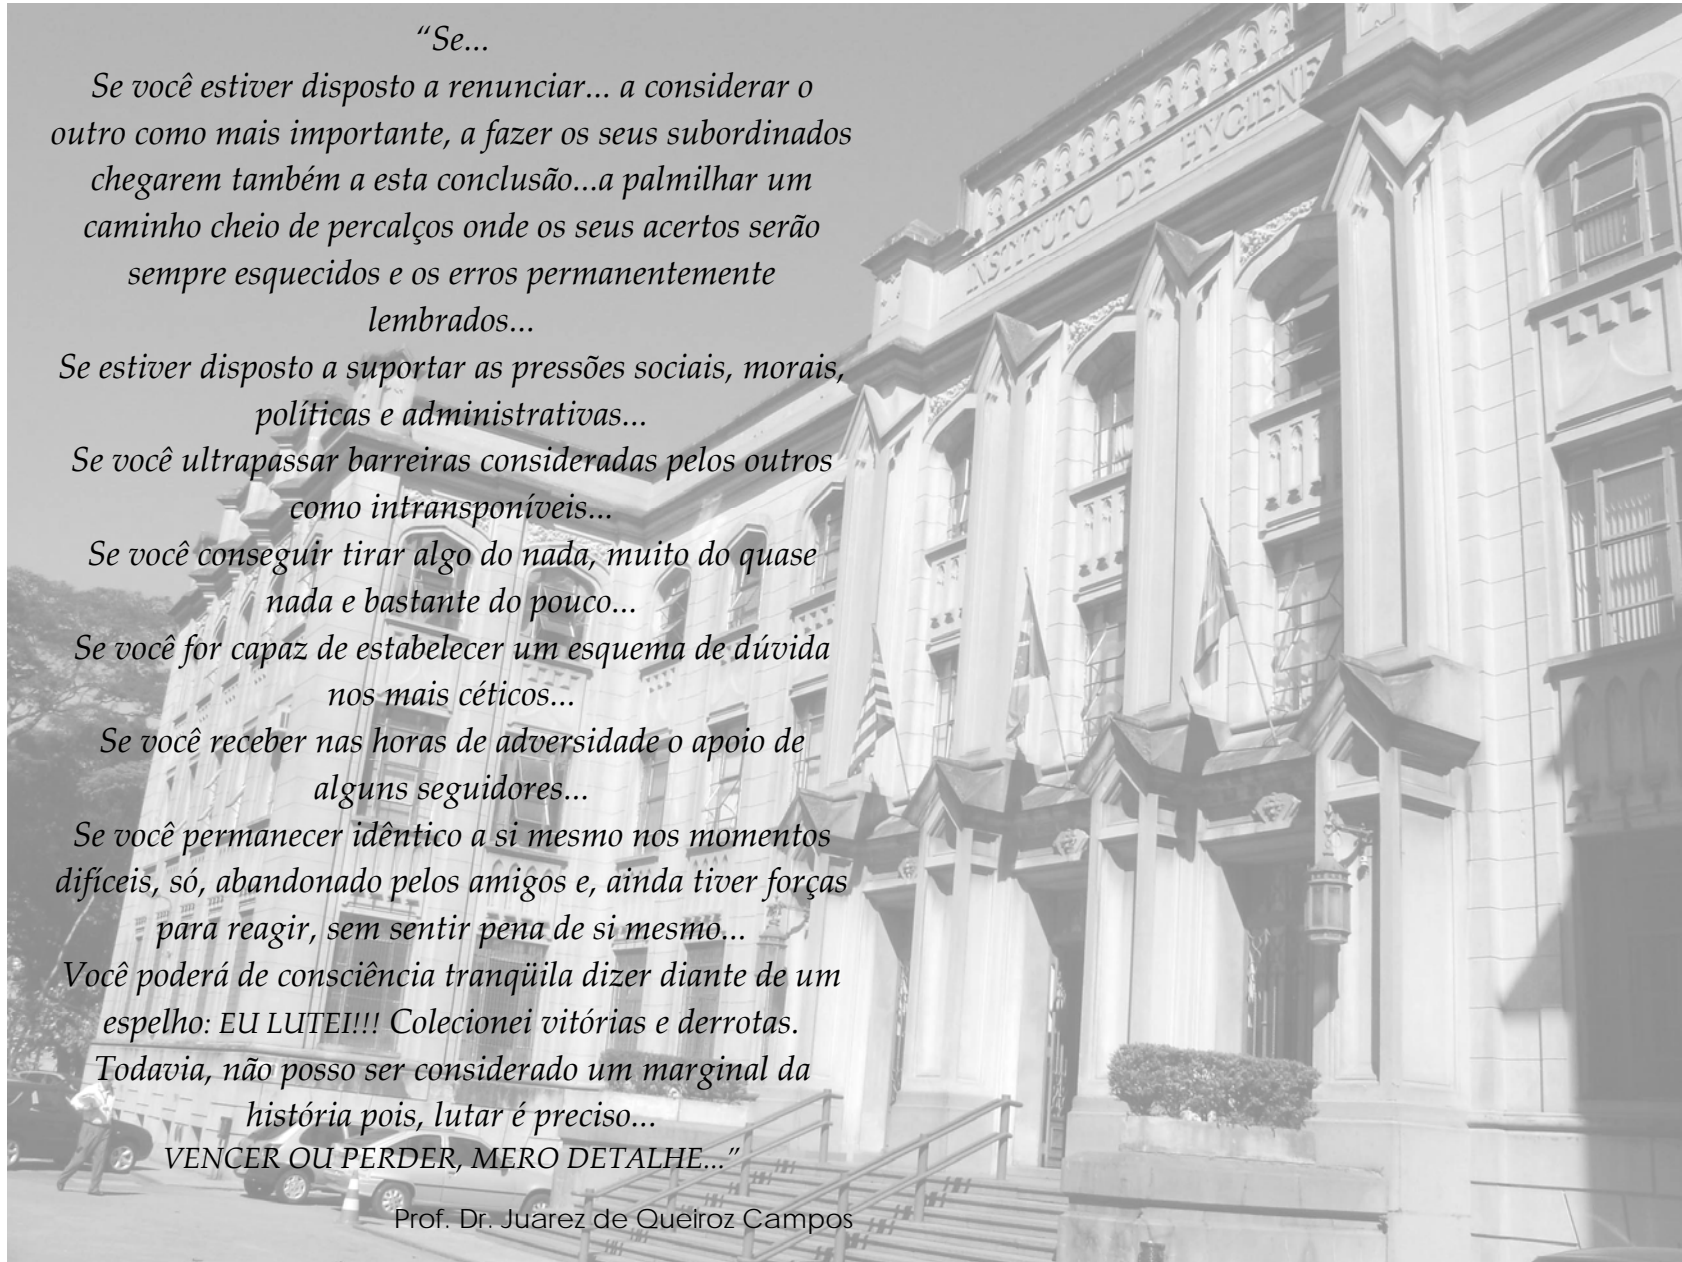 “Se...
Se você estiver disposto a renunciar... a considerar o
outro como mais importante, a fazer os seus subordinados
chegarem também a esta conclusão...a palmilhar um
caminho cheio de percalços onde os seus acertos serão
sempre esquecidos e os erros permanentemente
lembrados...
Se estiver disposto a suportar as pressões sociais, morais,
políticas e administrativas...
Se você ultrapassar barreiras consideradas pelos outros
como intransponíveis...
Se você conseguir tirar algo do nada, muito do quase
nada e bastante do pouco...
Se você for capaz de estabelecer um esquema de dúvida
nos mais céticos...
Se você receber nas horas de adversidade o apoio de
alguns seguidores...
Se você permanecer idêntico a si mesmo nos momentos
difíceis, só, abandonado pelos amigos e, ainda tiver forças
para reagir, sem sentir pena de si mesmo...
Você poderá de consciência tranqüila dizer diante de um
espelho: EU LUTEI!!! Colecionei vitórias e derrotas.
Todavia, não posso ser considerado um marginal da
história pois, lutar é preciso...
VENCER OU PERDER, MERO DETALHE...”
Prof. Dr. Juarez de Queiroz Campos
INSTITUTO DE HYGIENE